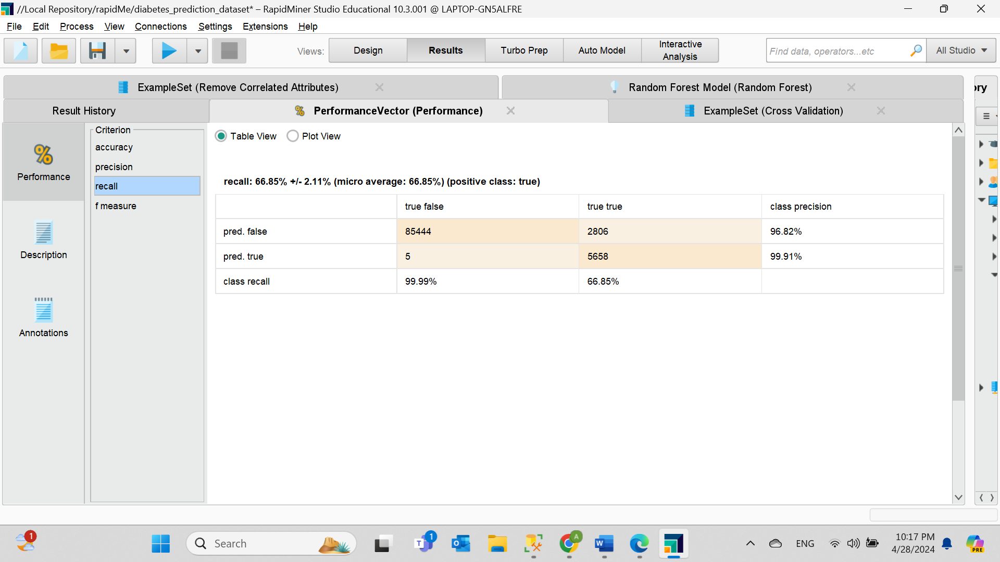 //Local Repository/rapidMe/diabetes_prediction_dataset* – RapidMiner Studio Educational 10.3.001 @ LAPTOP-GN5ALFRE
File Edit Process View Connections Settings Extensions Help
Views: Design Results Turbo Prep Auto Model Interactive Analysis
Find data, operators...etc All Studio
ExampleSet (Remove Correlated Attributes) Random Forest Model (Random Forest)
Result History PerformanceVector (Performance) ExampleSet (Cross Validation)
Performance
Description
Annotations
Criterion
accuracy
precision
recall
f measure
Table View Plot View
recall: 66.85% +/- 2.11% (micro average: 66.85%) (positive class: true)
true false true true class precision
pred. false 85444 2806 96.82%
pred. true 5 5658 99.91%
class recall 99.99% 66.85%
1 Search T 1 O A W ENG 10:17 PM
4/28/2024
PRE